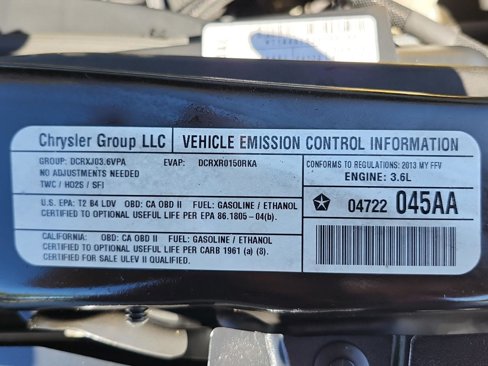 Chrysler Group LLC VEHICLE EMISSION CONTROL INFORMATION
GROUP: DCRXJ03.6VPA EVAP: DCRXR0150RKA
NO ADJUSTMENTS NEEDED
TWC / HO2S / SFI
CONFORMS TO REGULATIONS: 2013 MY FFV
ENGINE: 3.6L
U.S. EPA: T2 B4 LDV OBD: CA OBD II FUEL: GASOLINE / ETHANOL
CERTIFIED TO OPTIONAL USEFUL LIFE PER EPA 86.1805-04(b).
04722 045AA
CALIFORNIA: OBD: CA OBD II FUEL: GASOLINE / ETHANOL
CERTIFIED TO OPTIONAL USEFUL LIFE PER CARB 1961 (a) (8).
CERTIFIED FOR SALE ULEV II QUALIFIED.